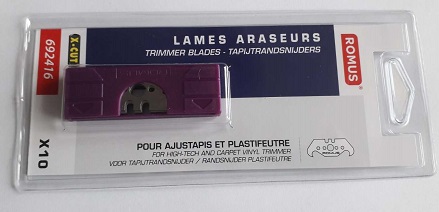 692416
X-CUT
X10
LAMES ARASEURS
TRIMMER BLADES - TAPIJTRANDSNIJDERS
ROMUS
POUR AJUSTAPIS ET PLASTIFEUTRE
FOR HIGH-TECH AND CARPET VINYL TRIMMER
VOOR TAPIJTRANDSNIJDER / RANDSNIJDER PLASTIFEUTRE